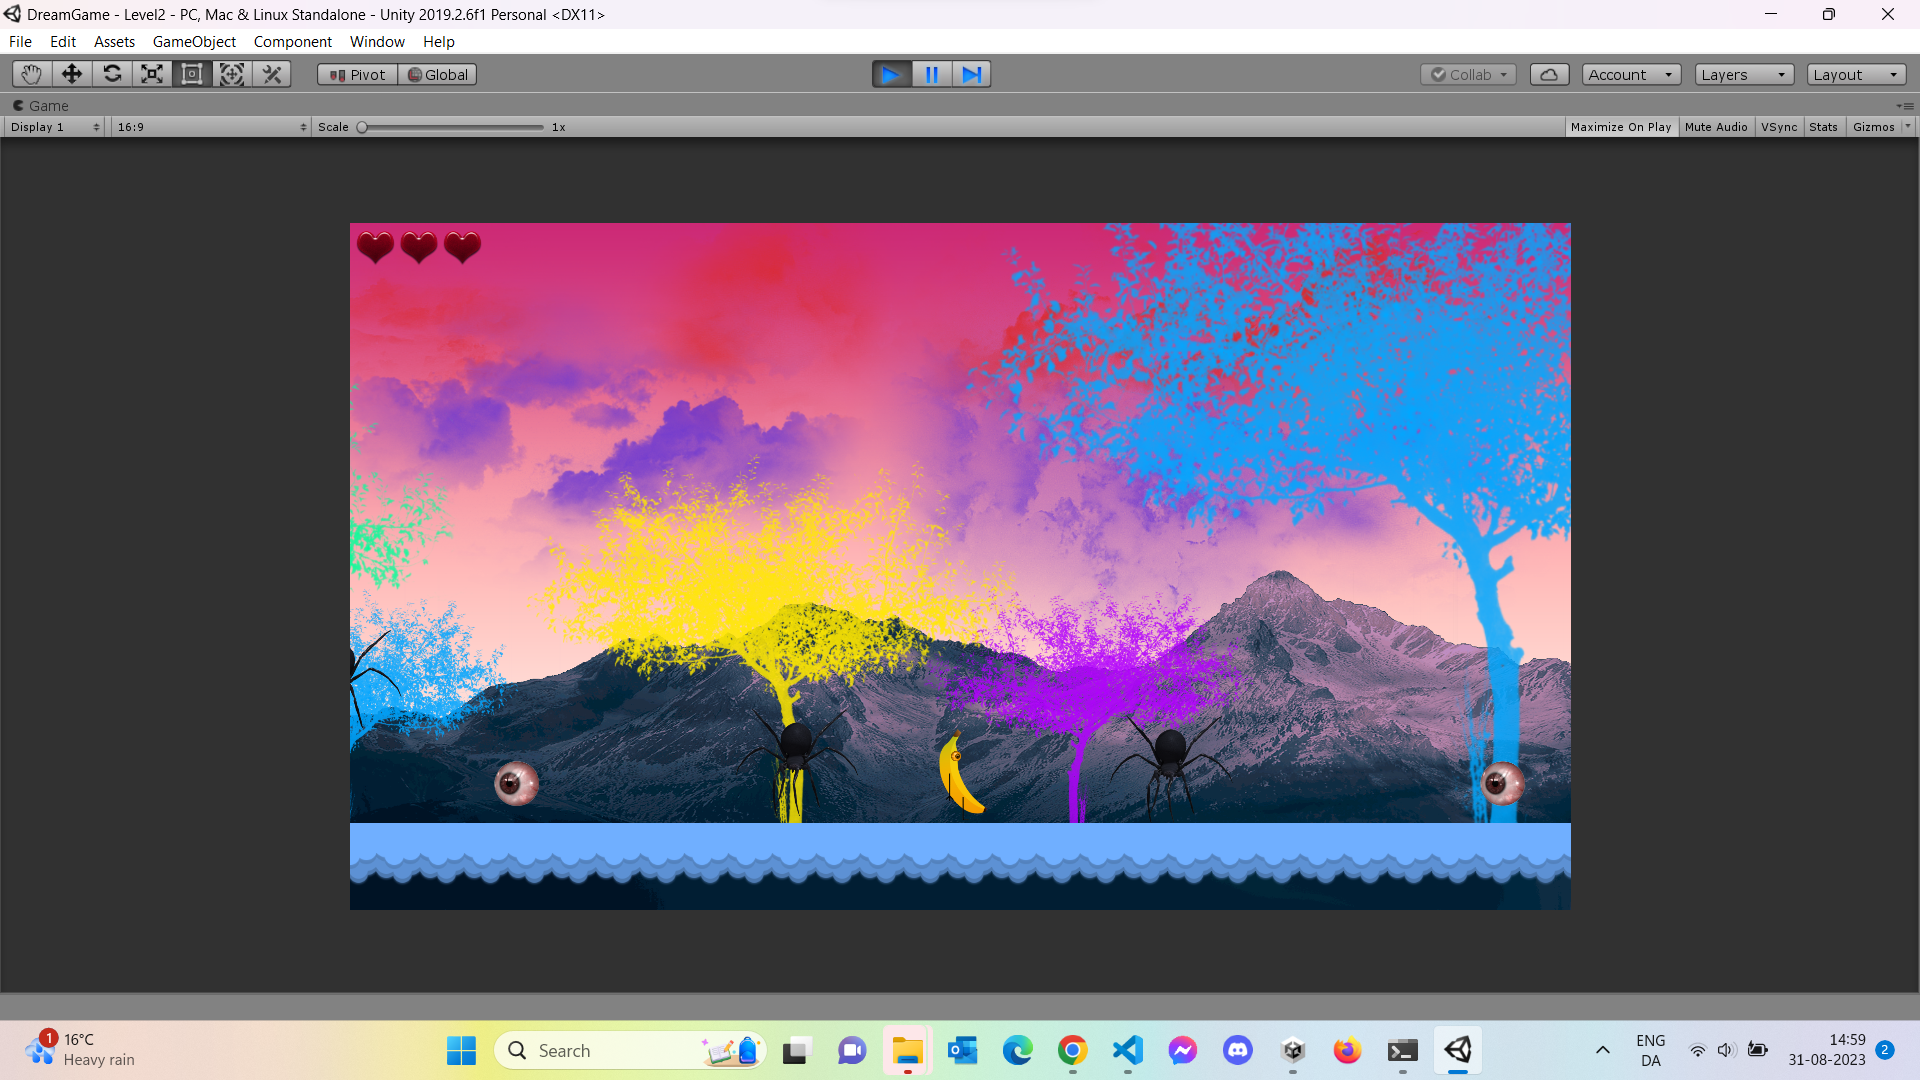 DreamGame - Level2 - PC, Mac & Linux Standalone - Unity 2019.2.6f1 Personal <DX11>
File Edit Assets GameObject Component Window Help
Pivot Global Collab Account Layers Layout
Game
Display 1 16:9 Scale 1x Maximize On Play Mute Audio VSync Stats Gizmos
1 16°C
Heavy rain
Search
ENG
DA
14:59
31-08-2023
2